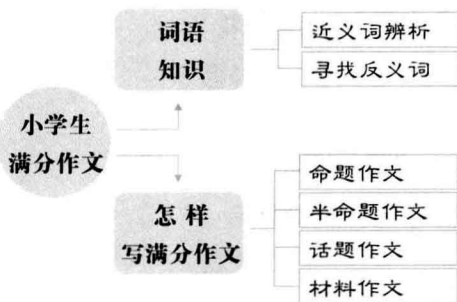 小学生
满分作文
词语
知识
近义词辨析
寻找反义词
怎样
写满分作文
命题作文
半命题作文
话题作文
材料作文